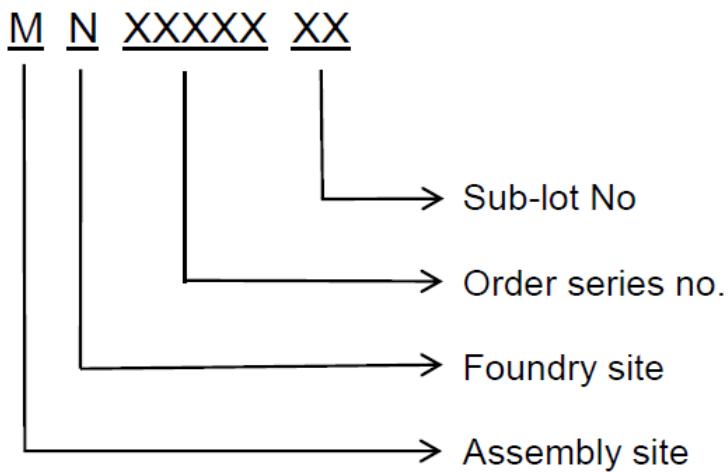 M N XXXXX XX
Sub-lot No
Order series no.
Foundry site
Assembly site